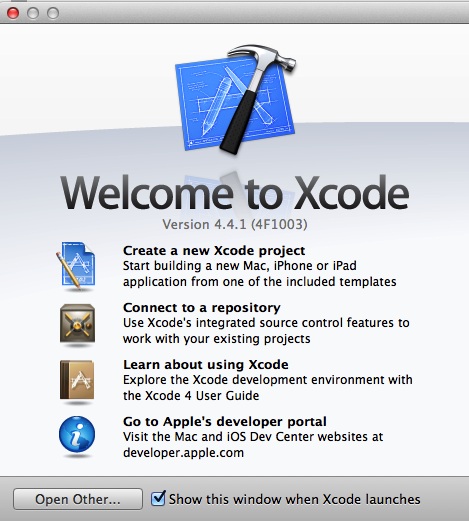 Welcome to Xcode
Version 4.4.1 (4F1003)
Create a new Xcode project
Start building a new Mac, iPhone or iPad
application from one of the included templates
Connect to a repository
Use Xcode's integrated source control features to
work with your existing projects
Learn about using Xcode
Explore the Xcode development environment with
the Xcode 4 User Guide
Go to Apple's developer portal
Visit the Mac and iOS Dev Center websites at
developer.apple.com
Open Other... Show this window when Xcode launches